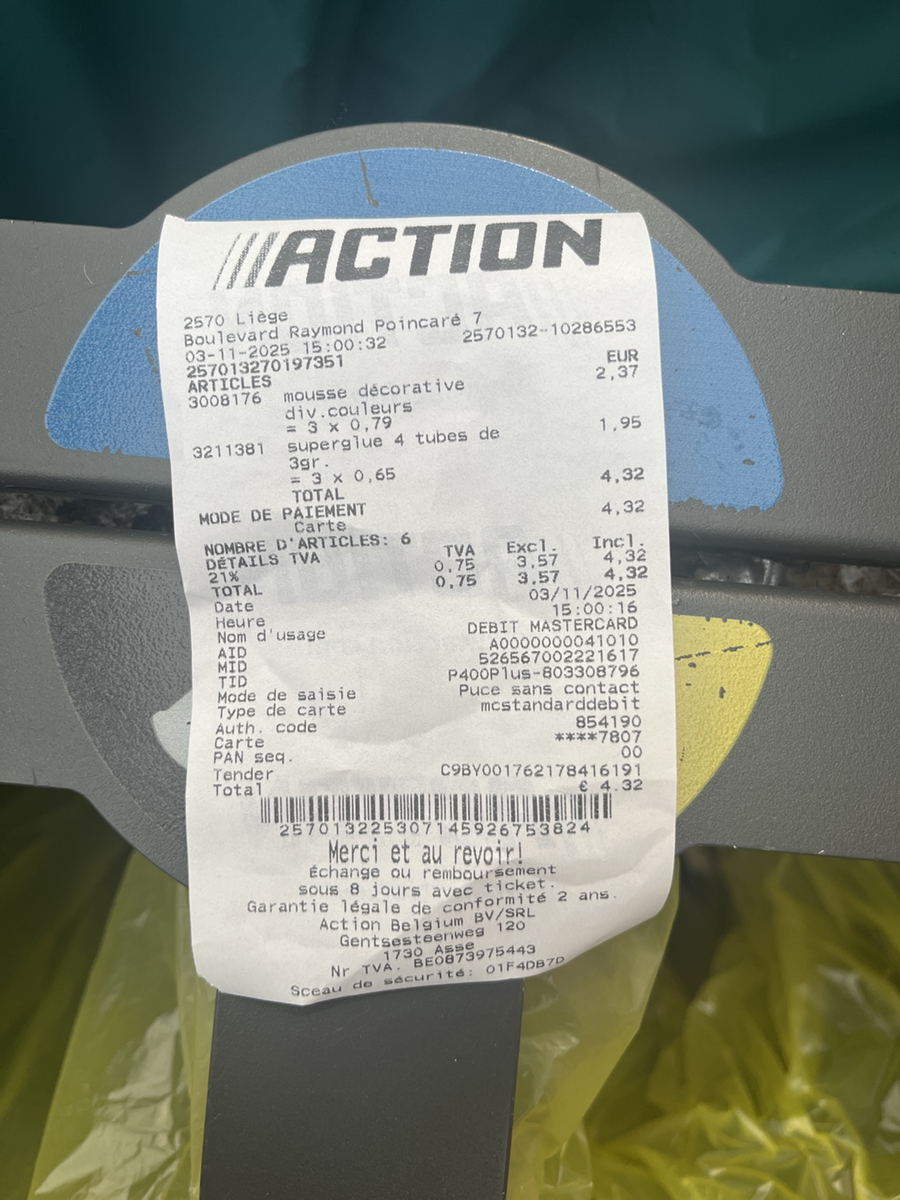 ///ACTION
2570 Liège
Boulevard Raymond Poincaré 7
03-11-2025 15:00:32 2570132-10286553
257013270197351
ARTICLES EUR
3008176 mousse décorative 2,37
div.couleurs
= 3 x 0,79
3211381 superglue 4 tubes de 1,95
3gr.
= 3 x 0,65
TOTAL 4,32
MODE DE PAIEMENT
Carte 4,32
NOMBRE D'ARTICLES: 6
DÉTAILS TVA TVA Excl. Incl.
21% 0,75 3,57 4,32
TOTAL 0,75 3,57 4,32
Date 03/11/2025
Heure 15:00:16
Nom d'usage DEBIT MASTERCARD
AID A0000000041010
MID 526567002221617
TID P400Plus-803308796
Mode de saisie Puce sans contact
Type de carte mcstandarddebit
Auth. code 854190
Carte ****7807
PAN seq. 00
Tender C9BY001762178416191
Total € 4.32
257013225307145926753824
Merci et au revoir!
Échange ou remboursement
sous 8 jours avec ticket.
Garantie légale de conformité 2 ans.
Action Belgium BV/SRL
Gentsesteenweg 120
1730 Asse
Nr TVA. BE0873975443
Sceau de sécurité: 01F4DB7D